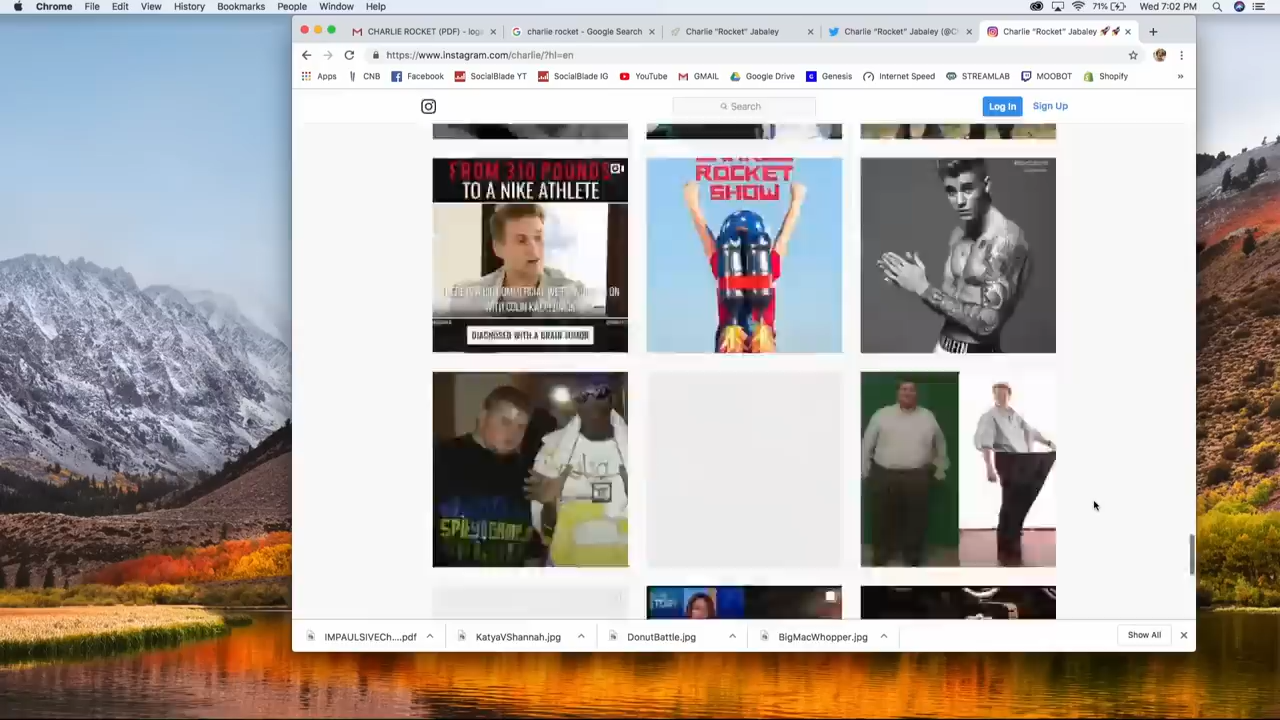 Chrome File Edit View History Bookmarks People Window Help 71% Wed 7:02 PM
CHARLIE ROCKET (PDF) - loga charlie rocket - Google Search Charlie "Rocket" Jabaley Charlie "Rocket" Jabaley (@C Charlie "Rocket" Jabaley 🚀🚀
https://www.instagram.com/charlie/?hl=en
Apps CNB Facebook SocialBlade YT SocialBlade IG YouTube GMAIL Google Drive Genesis Internet Speed STREAMLAB MOOBOT Shopify »
Search Log In Sign Up
FROM 310 POUNDS
TO A NIKE ATHLETE
DIAGNOSED WITH A BRAIN TUMOR
ROCKET
SHOW
TODAY
IMPAULSIVECh....pdf KatyaVShannah.jpg DonutBattle.jpg BigMacWhopper.jpg Show All